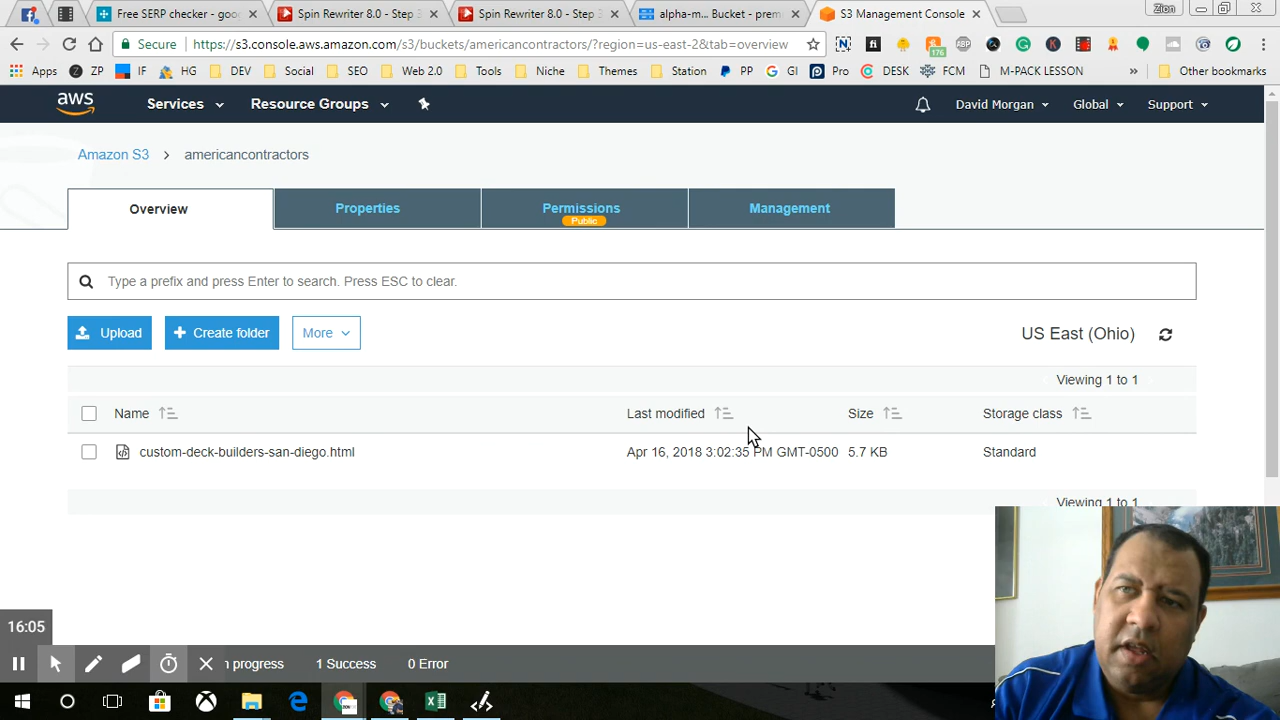 Free SERP checker - goo
Spin Rewriter 8.0 - Step 3
Spin Rewriter 8.0 - Step 3
alpha-m... Bucket - prem
S3 Management Console
Zion
Secure
https://s3.console.aws.amazon.com/s3/buckets/americancontractors/?region=us-east-2&tab=overview
176
ABP
Apps
ZP
IF
HG
DEV
Social
SEO
Web 2.0
Tools
Niche
Themes
Station
PP
GI
Pro
DESK
FCM
M-PACK LESSON
»
Other bookmarks
aws
Services
Resource Groups
David Morgan
Global
Support
Amazon S3 > americancontractors
Overview
Properties
Permissions
Public
Management
Type a prefix and press Enter to search. Press ESC to clear.
Upload
+ Create folder
More
US East (Ohio)
Viewing 1 to 1
Name
Last modified
Size
Storage class
custom-deck-builders-san-diego.html
Apr 16, 2018 3:02:35 PM GMT-0500
5.7 KB
Standard
Viewing 1 to 1
16:05
n progress
1 Success
0 Error